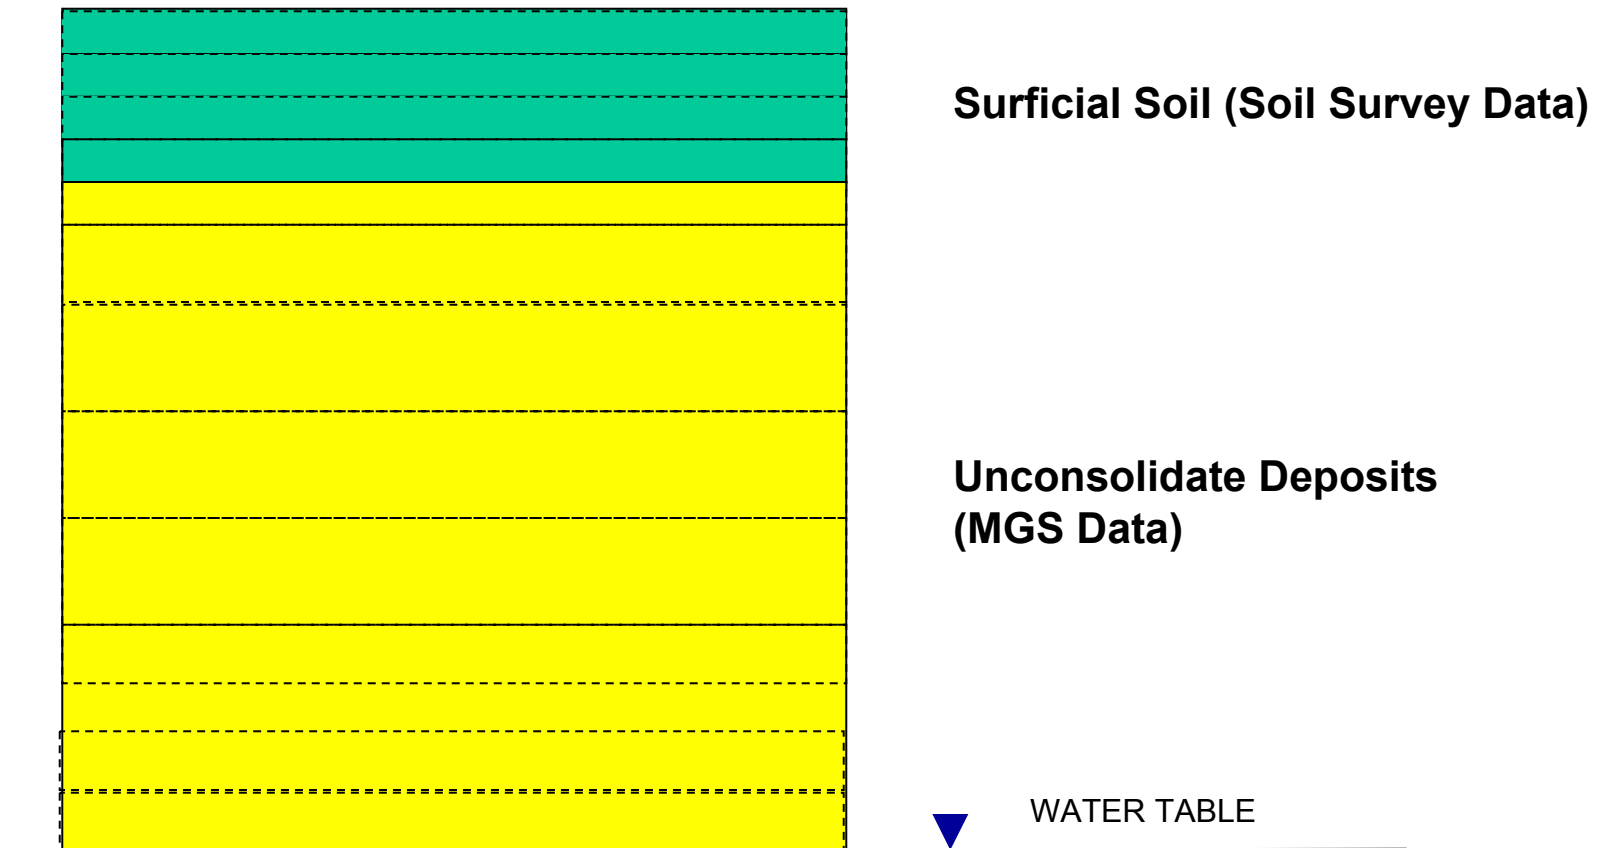 Surficial Soil (Soil Survey Data)
Unconsolidate Deposits
(MGS Data)
WATER TABLE